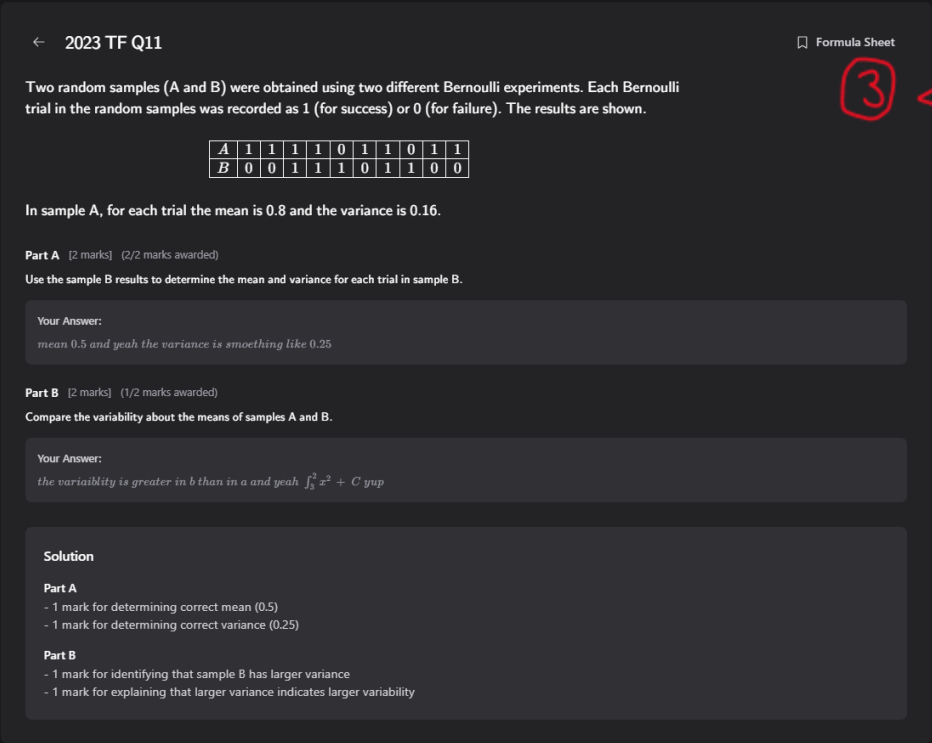 ← 2023 TF Q11 Formula Sheet
3 <
Two random samples (A and B) were obtained using two different Bernoulli experiments. Each Bernoulli
trial in the random samples was recorded as 1 (for success) or 0 (for failure). The results are shown.
A 1 1 1 1 0 1 1 0 1 1
B 0 0 1 1 1 0 1 1 0 0
In sample A, for each trial the mean is 0.8 and the variance is 0.16.
Part A [2 marks] (2/2 marks awarded)
Use the sample B results to determine the mean and variance for each trial in sample B.
Your Answer:
mean 0.5 and yeah the variance is smoething like 0.25
Part B [2 marks] (1/2 marks awarded)
Compare the variability about the means of samples A and B.
Your Answer:
the variaiblity is greater in b than in a and yeah ∫₃² x² + C yup
Solution
Part A
- 1 mark for determining correct mean (0.5)
- 1 mark for determining correct variance (0.25)
Part B
- 1 mark for identifying that sample B has larger variance
- 1 mark for explaining that larger variance indicates larger variability